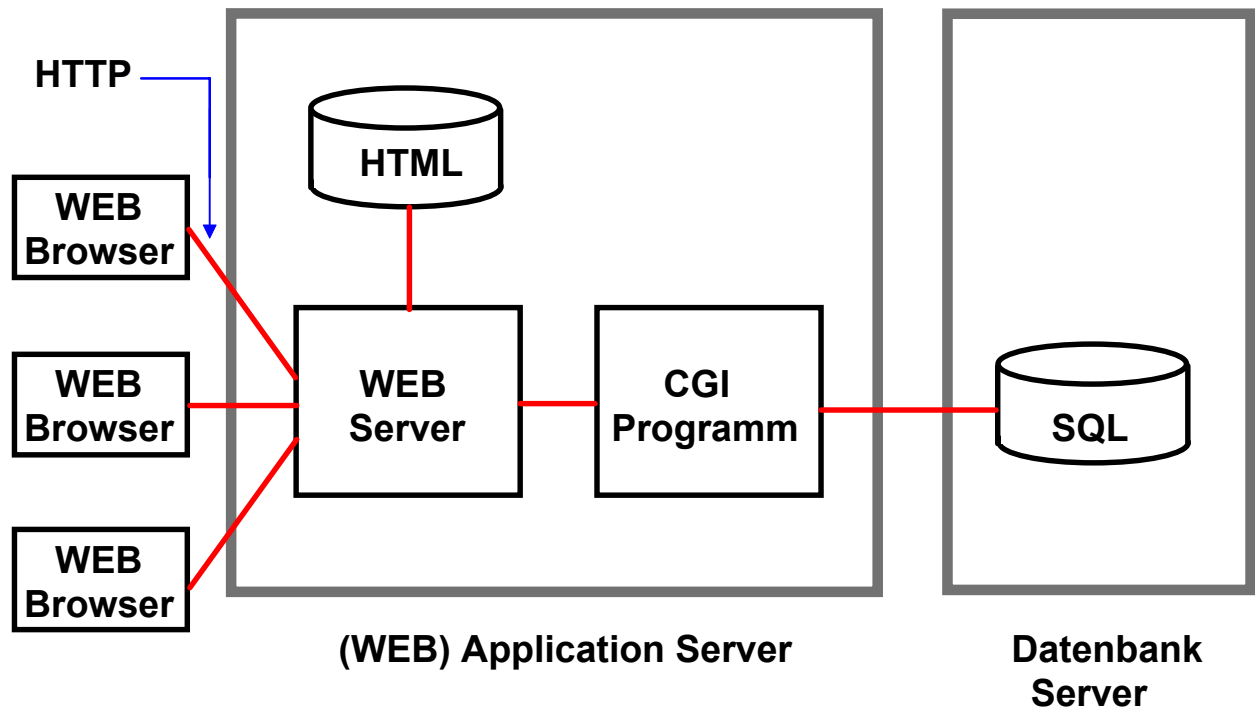 HTTP
HTML
WEB
Browser
WEB
Browser
WEB
Browser
WEB
Server
CGI
Programm
SQL
(WEB) Application Server
Datenbank
Server